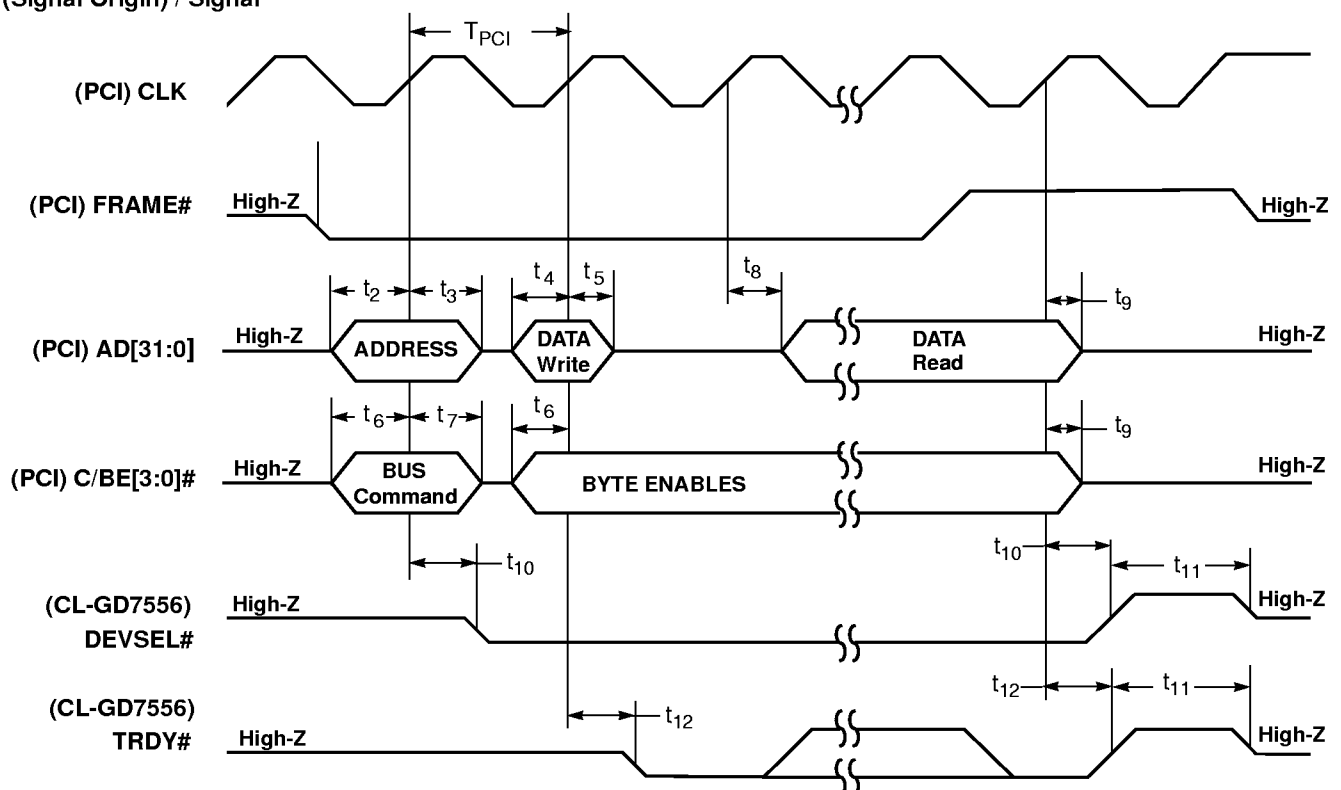 (Signal Origin) / Signal
T PCI
(PCI) CLK
(PCI) FRAME#
High-Z
High-Z
t2
t3
t4
t5
t8
t9
(PCI) AD[31:0]
High-Z
ADDRESS
DATA
Write
DATA
Read
High-Z
t6
t7
t6
t9
(PCI) C/BE[3:0]#
High-Z
BUS
Command
BYTE ENABLES
High-Z
t10
t10
t11
(CL-GD7556)
DEVSEL#
High-Z
High-Z
t12
t12
t11
(CL-GD7556)
TRDY#
High-Z
High-Z